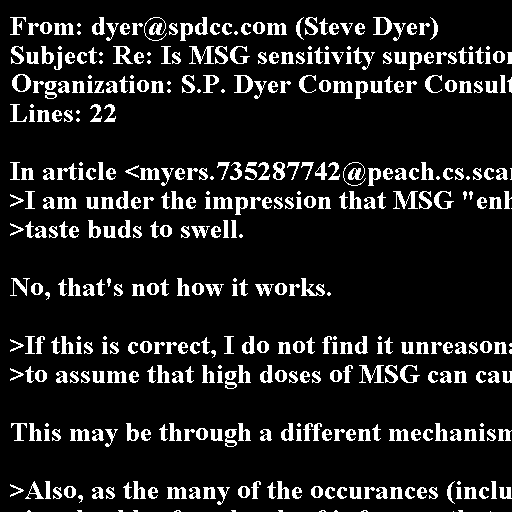 From: dyer@spdcc.com (Steve Dyer)
Subject: Re: Is MSG sensitivity superstition
Organization: S.P. Dyer Computer Consult
Lines: 22

In article <myers.735287742@peach.cs.scar
>I am under the impression that MSG "enh
>taste buds to swell.

No, that's not how it works.

>If this is correct, I do not find it unreasona
>to assume that high doses of MSG can cau

This may be through a different mechanism

>Also, as the many of the occurances (inclu